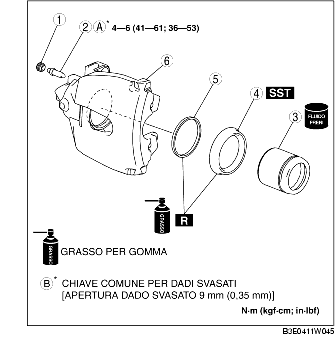 1
2 A* 4—6 (41—61; 36—53)
6
5
4 SST
3
FLUIDO
FRENI
GRASSO
R
GRASSO
GRASSO PER GOMMA
B* CHIAVE COMUNE PER DADI SVASATI
[APERTURA DADO SVASATO 9 mm (0,35 mm)]
N·m (kgf·cm; in·lbf)
B3E0411W045